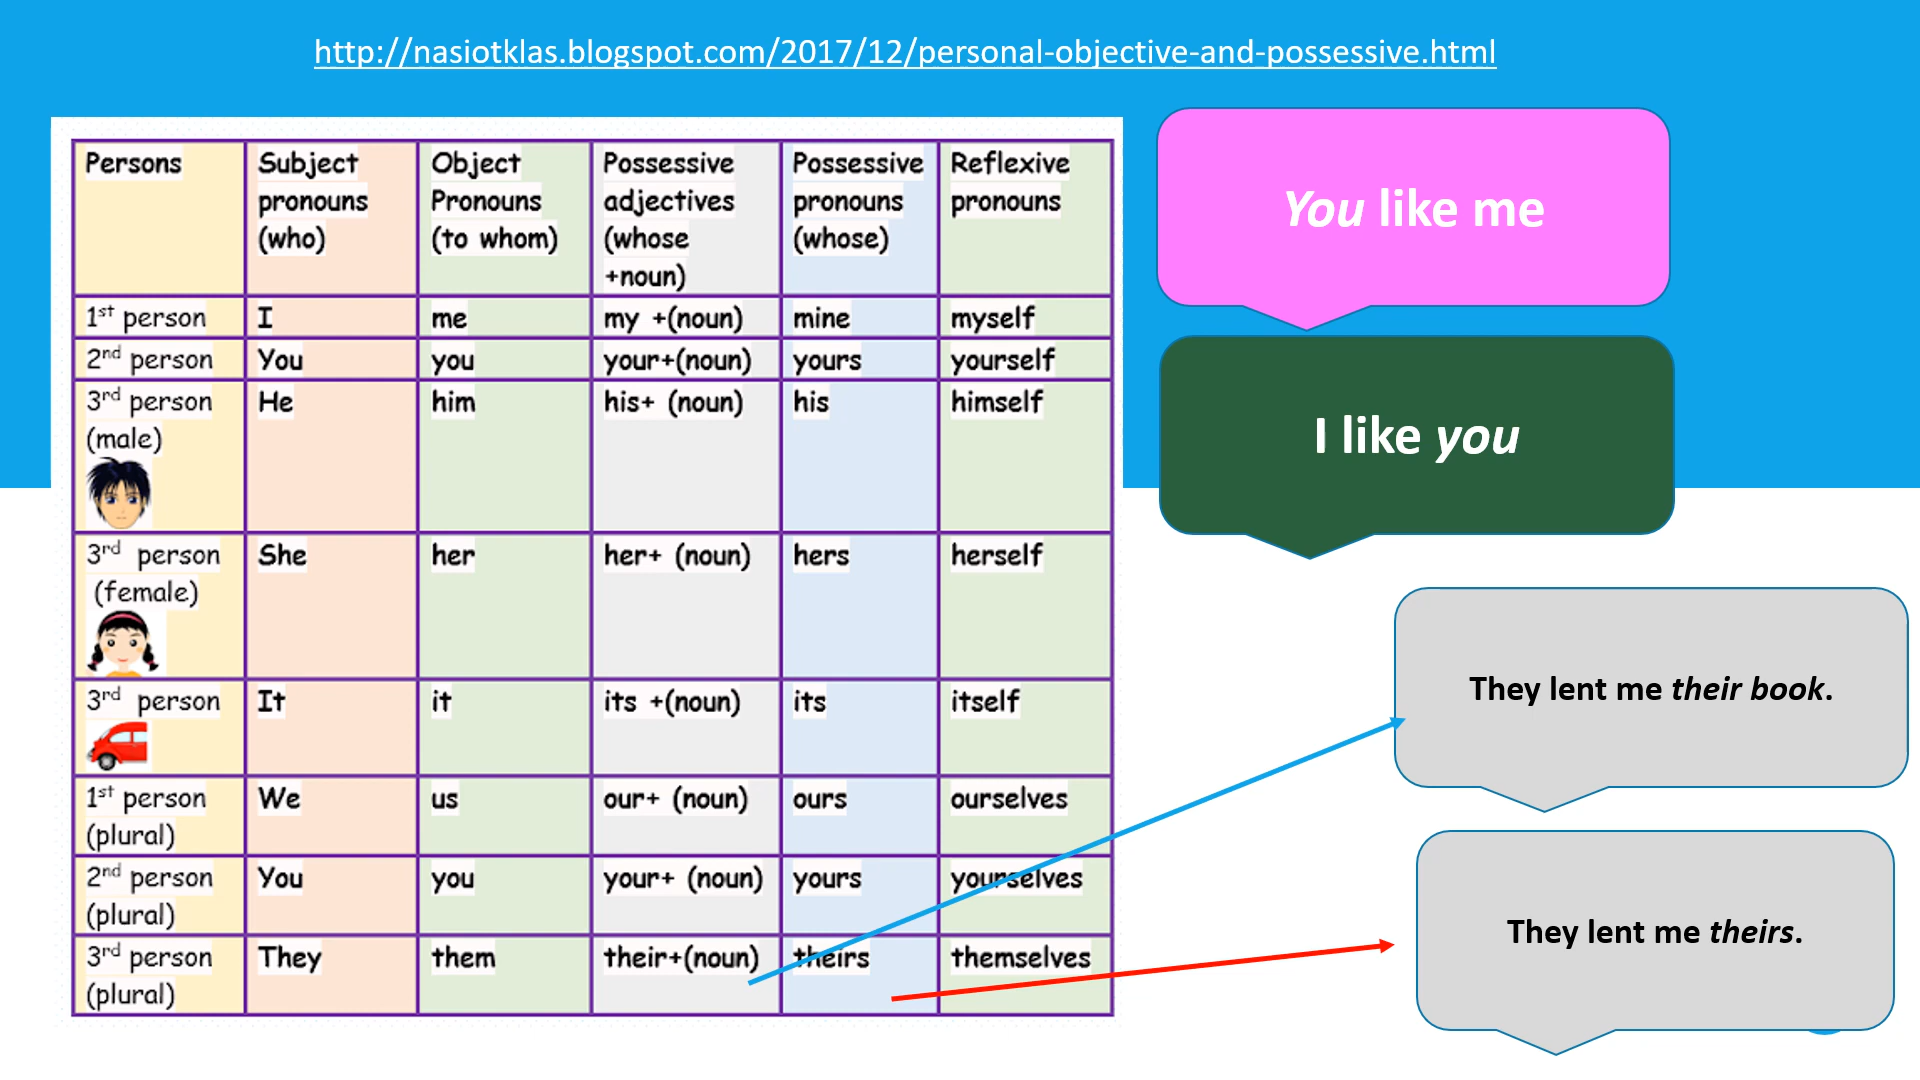 http://nasiotklas.blogspot.com/2017/12/personal-objective-and-possessive.html
Persons Subject pronouns (who) Object Pronouns (to whom) Possessive adjectives (whose +noun) Possessive pronouns (whose) Reflexive pronouns
1st person I me my +(noun) mine myself
2nd person You you your+(noun) yours yourself
3rd person (male) He him his+ (noun) his himself
3rd person (female) She her her+ (noun) hers herself
3rd person It it its +(noun) its itself
1st person (plural) We us our+ (noun) ours ourselves
2nd person (plural) You you your+ (noun) yours yourselves
3rd person (plural) They them their+(noun) theirs themselves
You like me
I like you
They lent me their book.
They lent me theirs.